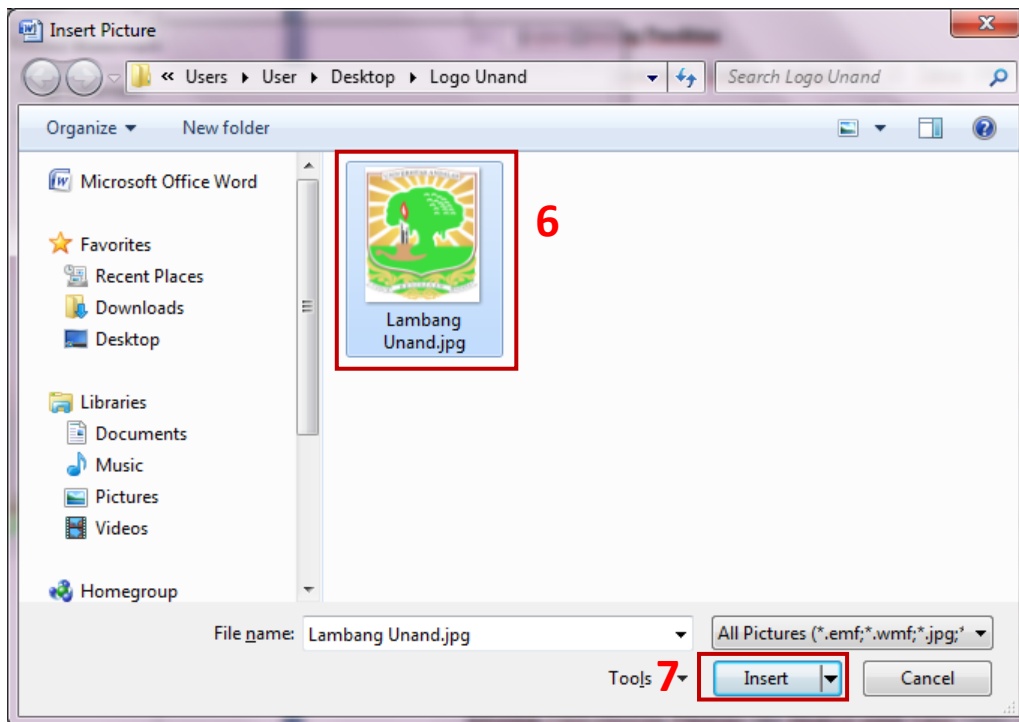 Insert Picture
« Users ▸ User ▸ Desktop ▸ Logo Unand
Search Logo Unand
Organize
New folder
Microsoft Office Word
Favorites
Recent Places
Downloads
Desktop
Libraries
Documents
Music
Pictures
Videos
Homegroup
UNIVERSITAS ANDALAS
Lambang
Unand.jpg
6
File name: Lambang Unand.jpg
All Pictures (*.emf;*.wmf;*.jpg;*
Tools
7
Insert
Cancel